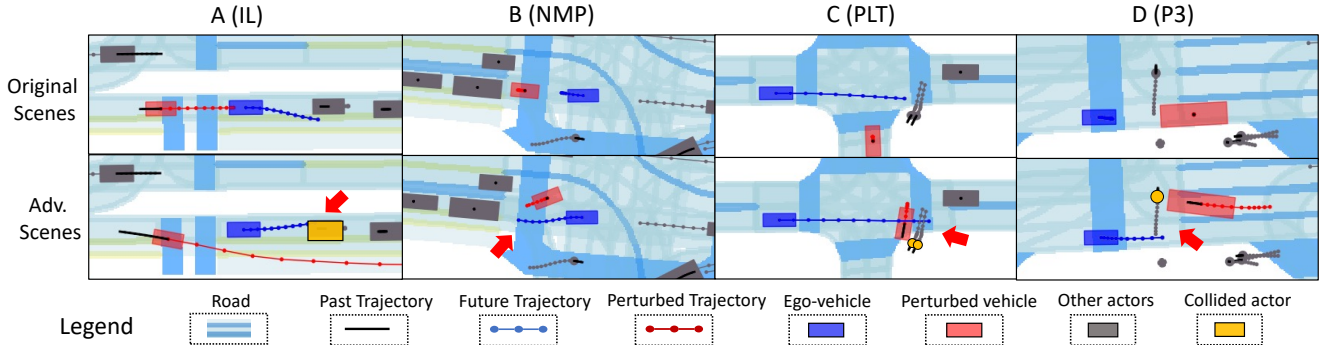 A (IL)
B (NMP)
C (PLT)
D (P3)
Original
Scenes
Adv.
Scenes
Legend
Road
Past Trajectory
Future Trajectory
Perturbed Trajectory
Ego-vehicle
Perturbed vehicle
Other actors
Collided actor